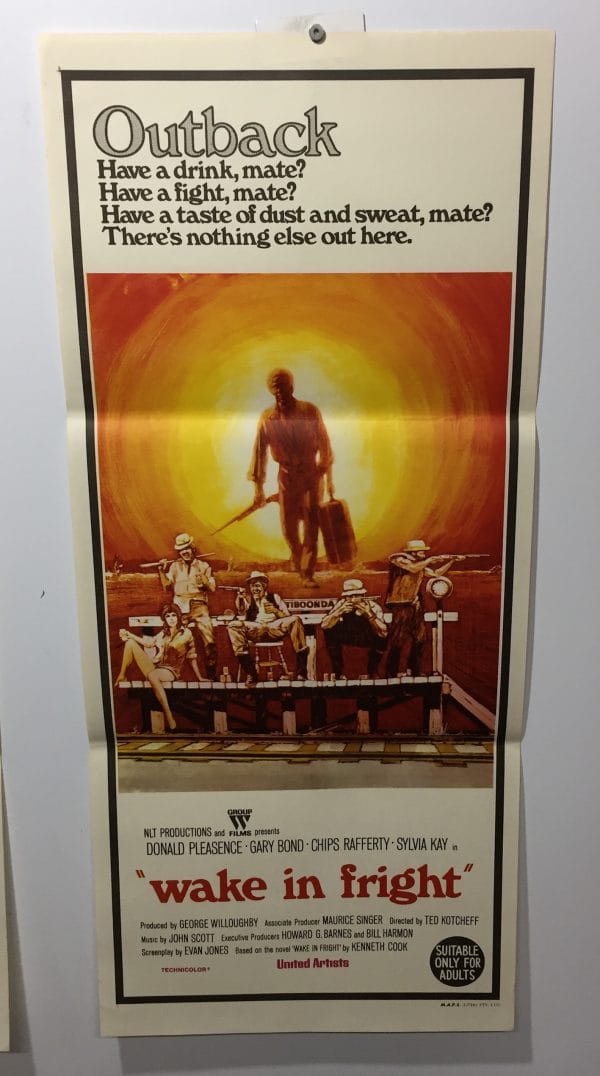 Outback
Have a drink, mate?
Have a fight, mate?
Have a taste of dust and sweat, mate?
There's nothing else out here.
TIBOONDA
GROUP
W
FILMS
NLT PRODUCTIONS and presents
DONALD PLEASENCE · GARY BOND · CHIPS RAFFERTY · SYLVIA KAY in
"wake in fright"
Produced by GEORGE WILLOUGHBY Associate Producer MAURICE SINGER Directed by TED KOTCHEFF
Music by JOHN SCOTT Executive Producers HOWARD G. BARNES and BILL HARMON
Screenplay by EVAN JONES Based on the novel 'WAKE IN FRIGHT' by KENNETH COOK
TECHNICOLOR®
United Artists
SUITABLE
ONLY FOR
ADULTS
M.A.P.S.